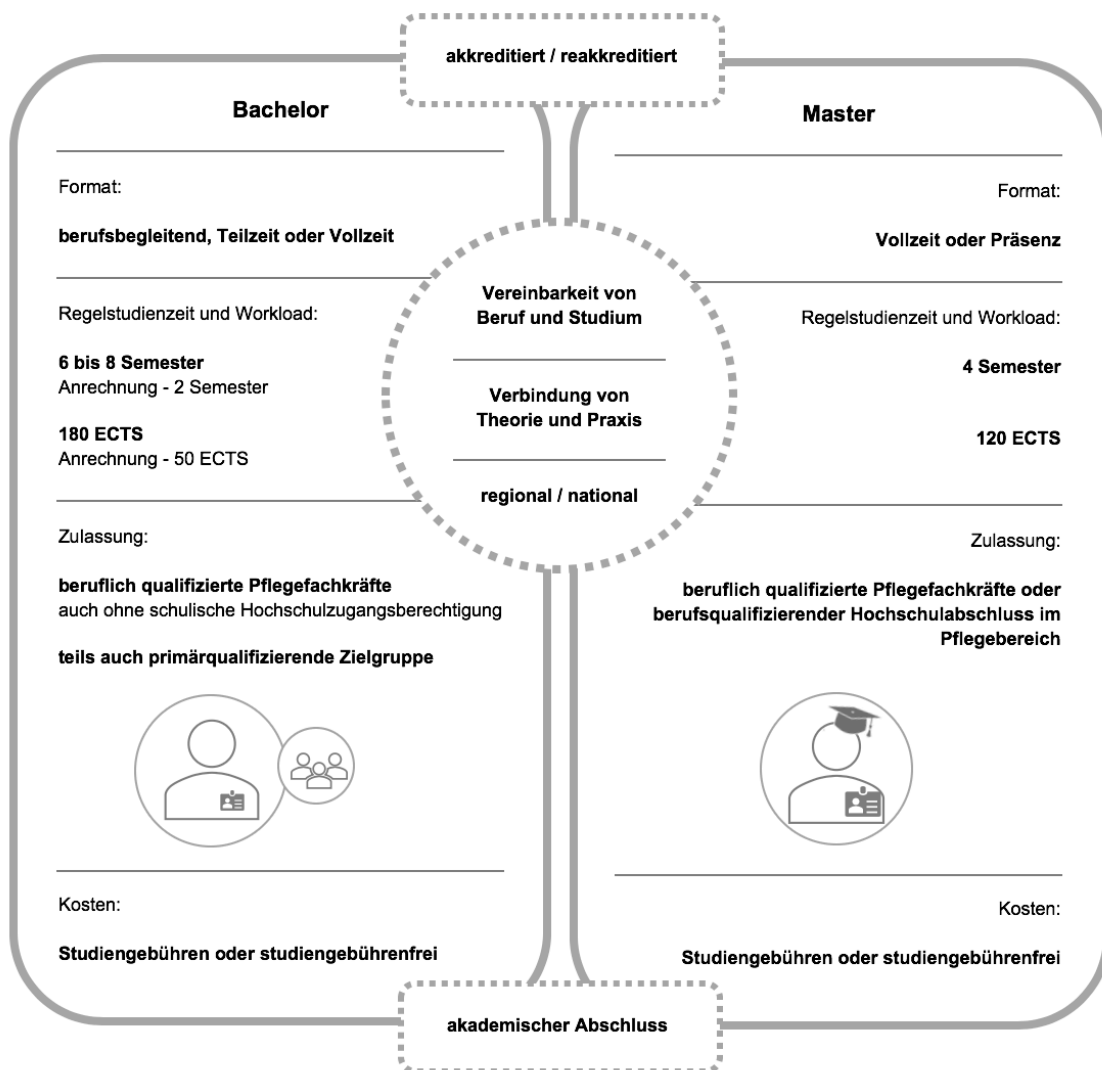 akkreditiert / reakkreditiert
Bachelor
Format:
berufsbegleitend, Teilzeit oder Vollzeit
Regelstudienzeit und Workload:
6 bis 8 Semester
Anrechnung - 2 Semester
180 ECTS
Anrechnung - 50 ECTS
Zulassung:
beruflich qualifizierte Pflegefachkräfte
auch ohne schulische Hochschulzugangsberechtigung
teils auch primärqualifizierende Zielgruppe
Kosten:
Studiengebühren oder studiengebührenfrei
Vereinbarkeit von
Beruf und Studium
Verbindung von
Theorie und Praxis
regional / national
Master
Format:
Vollzeit oder Präsenz
Regelstudienzeit und Workload:
4 Semester
120 ECTS
Zulassung:
beruflich qualifizierte Pflegefachkräfte oder
berufsqualifizierender Hochschulabschluss im
Pflegebereich
Kosten:
Studiengebühren oder studiengebührenfrei
akademischer Abschluss